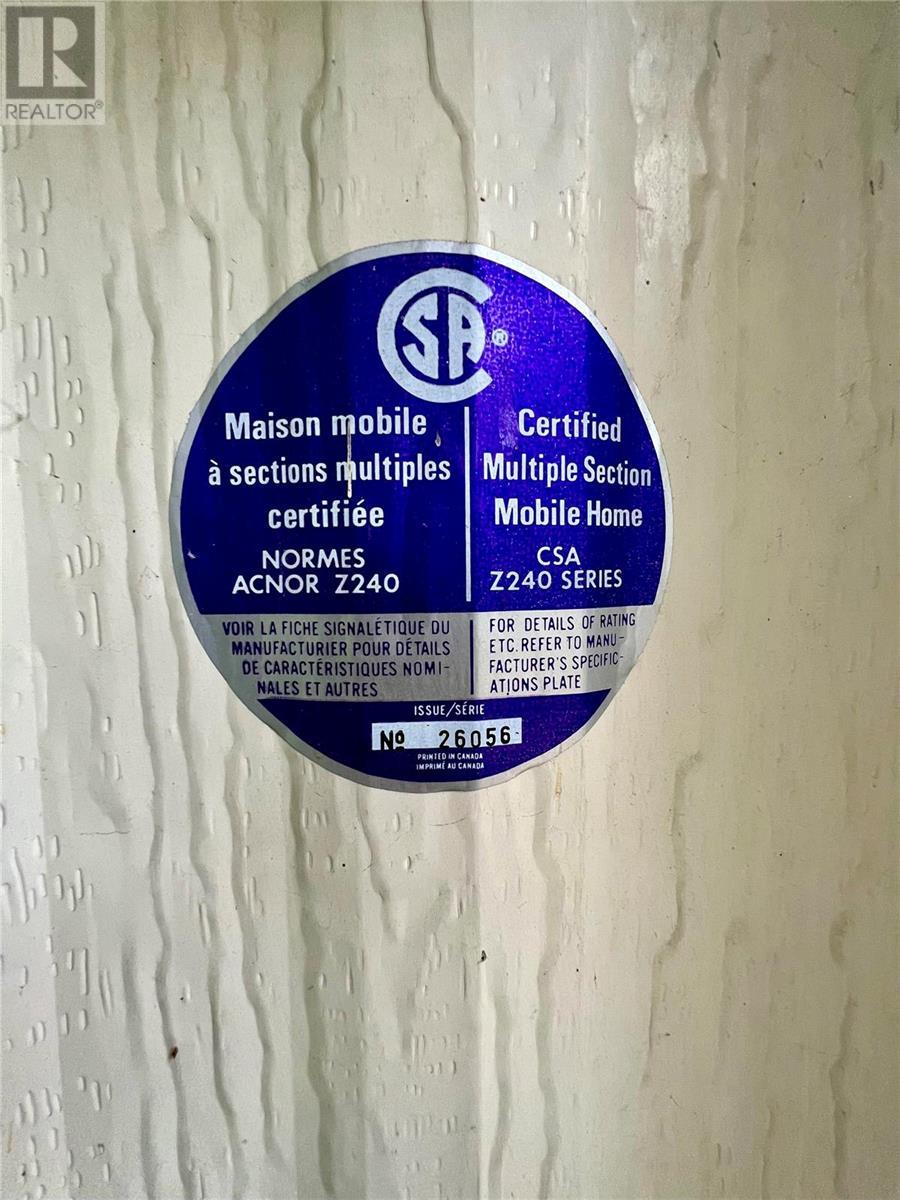 REALTOR®
CSA®
Maison mobile
à sections multiples
certifiée
NORMES
ACNOR Z240
Certified
Multiple Section
Mobile Home
CSA
Z240 SERIES
VOIR LA FICHE SIGNALÉTIQUE DU
MANUFACTURIER POUR DÉTAILS
DE CARACTÉRISTIQUES NOMI-
NALES ET AUTRES
FOR DETAILS OF RATING
ETC. REFER TO MANU-
FACTURER'S SPECIFIC-
ATIONS PLATE
ISSUE/SÉRIE
Nº 26056
PRINTED IN CANADA
IMPRIMÉ AU CANADA